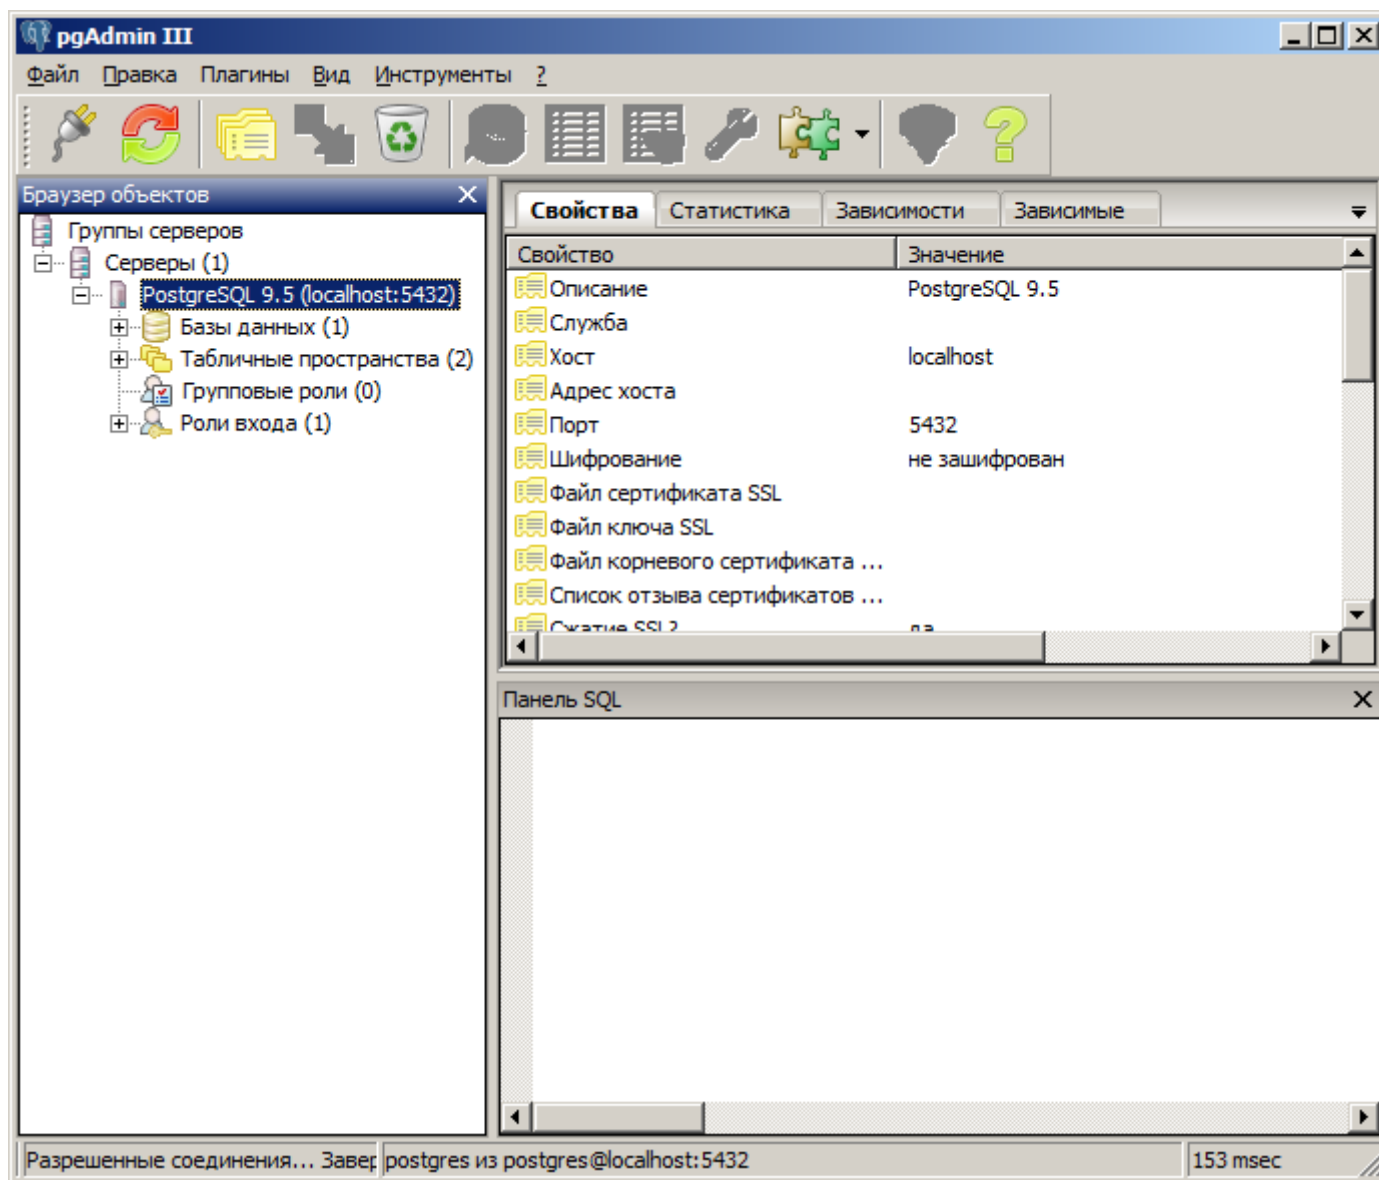 pgAdmin III
Файл Правка Плагины Вид Инструменты ?
Браузер объектов
Группы серверов
Серверы (1)
PostgreSQL 9.5 (localhost:5432)
Базы данных (1)
Табличные пространства (2)
Групповые роли (0)
Роли входа (1)
Свойства Статистика Зависимости Зависимые
Свойство Значение
Описание PostgreSQL 9.5
Служба
Хост localhost
Адрес хоста
Порт 5432
Шифрование не зашифрован
Файл сертификата SSL
Файл ключа SSL
Файл корневого сертификата ...
Список отзыва сертификатов ...
Сжатие SSL? да
Панель SQL
Разрешенные соединения... Завер postgres из postgres@localhost:5432 153 msec